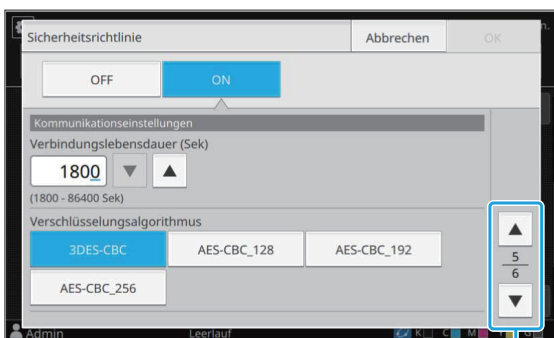 Sicherheitsrichtlinie Abbrechen OK
OFF ON
Kommunikationseinstellungen
Verbindungslebensdauer (Sek)
1800
(1800 - 86400 Sek)
Verschlüsselungsalgorithmus
3DES-CBC AES-CBC_128 AES-CBC_192
5
6
AES-CBC_256
Admin Leerlauf K C M Y G